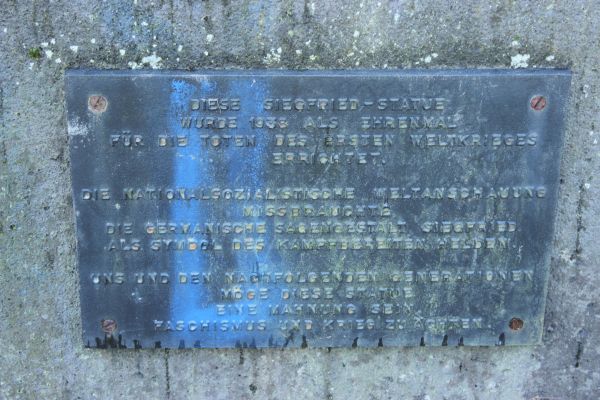 DIESE SIEGFRIED-STATUE
WURDE 1938 ALS EHRENMAL
FÜR DIE TOTEN DES ERSTEN WELTKRIEGES
ERRICHTET.
DIE NATIONALSOZIALISTISCHE WELTANSCHAUUNG
MISSBRAUCHTE
DIE GERMANISCHE SAGENGESTALT SIEGFRIED
ALS SYMBOL DES KAMPFBEREITEN HELDEN.
UNS UND DEN NACHFOLGENDEN GENERATIONEN
MÖGE DIESE STATUE
EINE MAHNUNG SEIN,
FASCHISMUS UND KRIEG ZU ÄCHTEN.